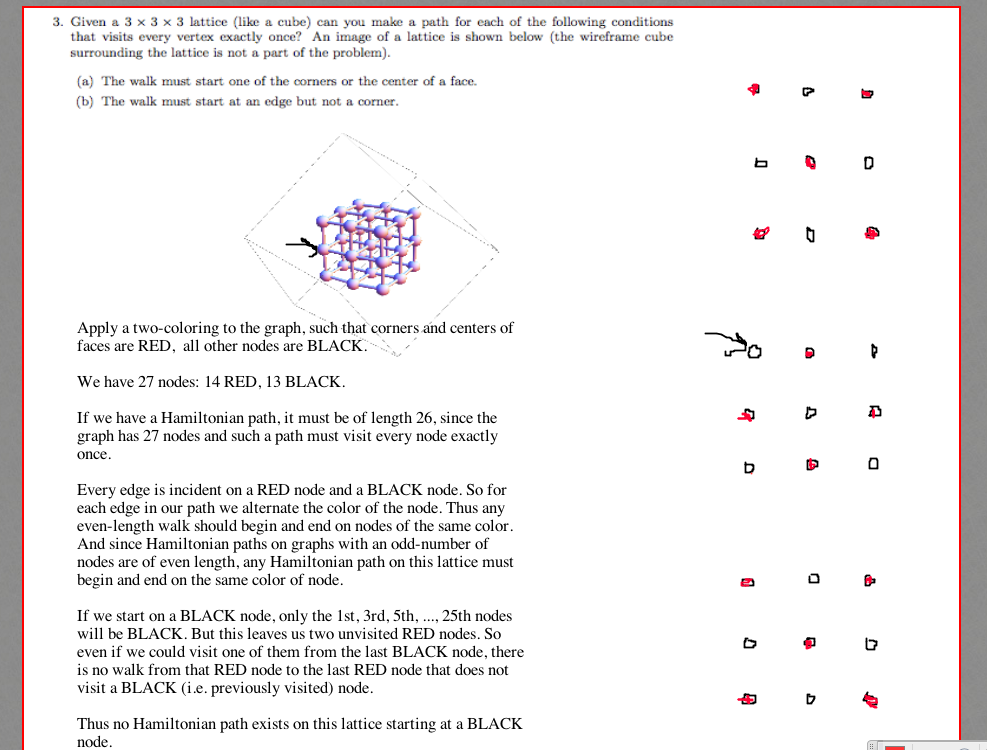 3. Given a 3 × 3 × 3 lattice (like a cube) can you make a path for each of the following conditions
that visits every vertex exactly once? An image of a lattice is shown below (the wireframe cube
surrounding the lattice is not a part of the problem).
(a) The walk must start one of the corners or the center of a face.
(b) The walk must start at an edge but not a corner.
Apply a two-coloring to the graph, such that corners and centers of
faces are RED, all other nodes are BLACK.
We have 27 nodes: 14 RED, 13 BLACK.
If we have a Hamiltonian path, it must be of length 26, since the
graph has 27 nodes and such a path must visit every node exactly
once.
Every edge is incident on a RED node and a BLACK node. So for
each edge in our path we alternate the color of the node. Thus any
even-length walk should begin and end on nodes of the same color.
And since Hamiltonian paths on graphs with an odd-number of
nodes are of even length, any Hamiltonian path on this lattice must
begin and end on the same color of node.
If we start on a BLACK node, only the 1st, 3rd, 5th, ..., 25th nodes
will be BLACK. But this leaves us two unvisited RED nodes. So
even if we could visit one of them from the last BLACK node, there
is no walk from that RED node to the last RED node that does not
visit a BLACK (i.e. previously visited) node.
Thus no Hamiltonian path exists on this lattice starting at a BLACK
node.